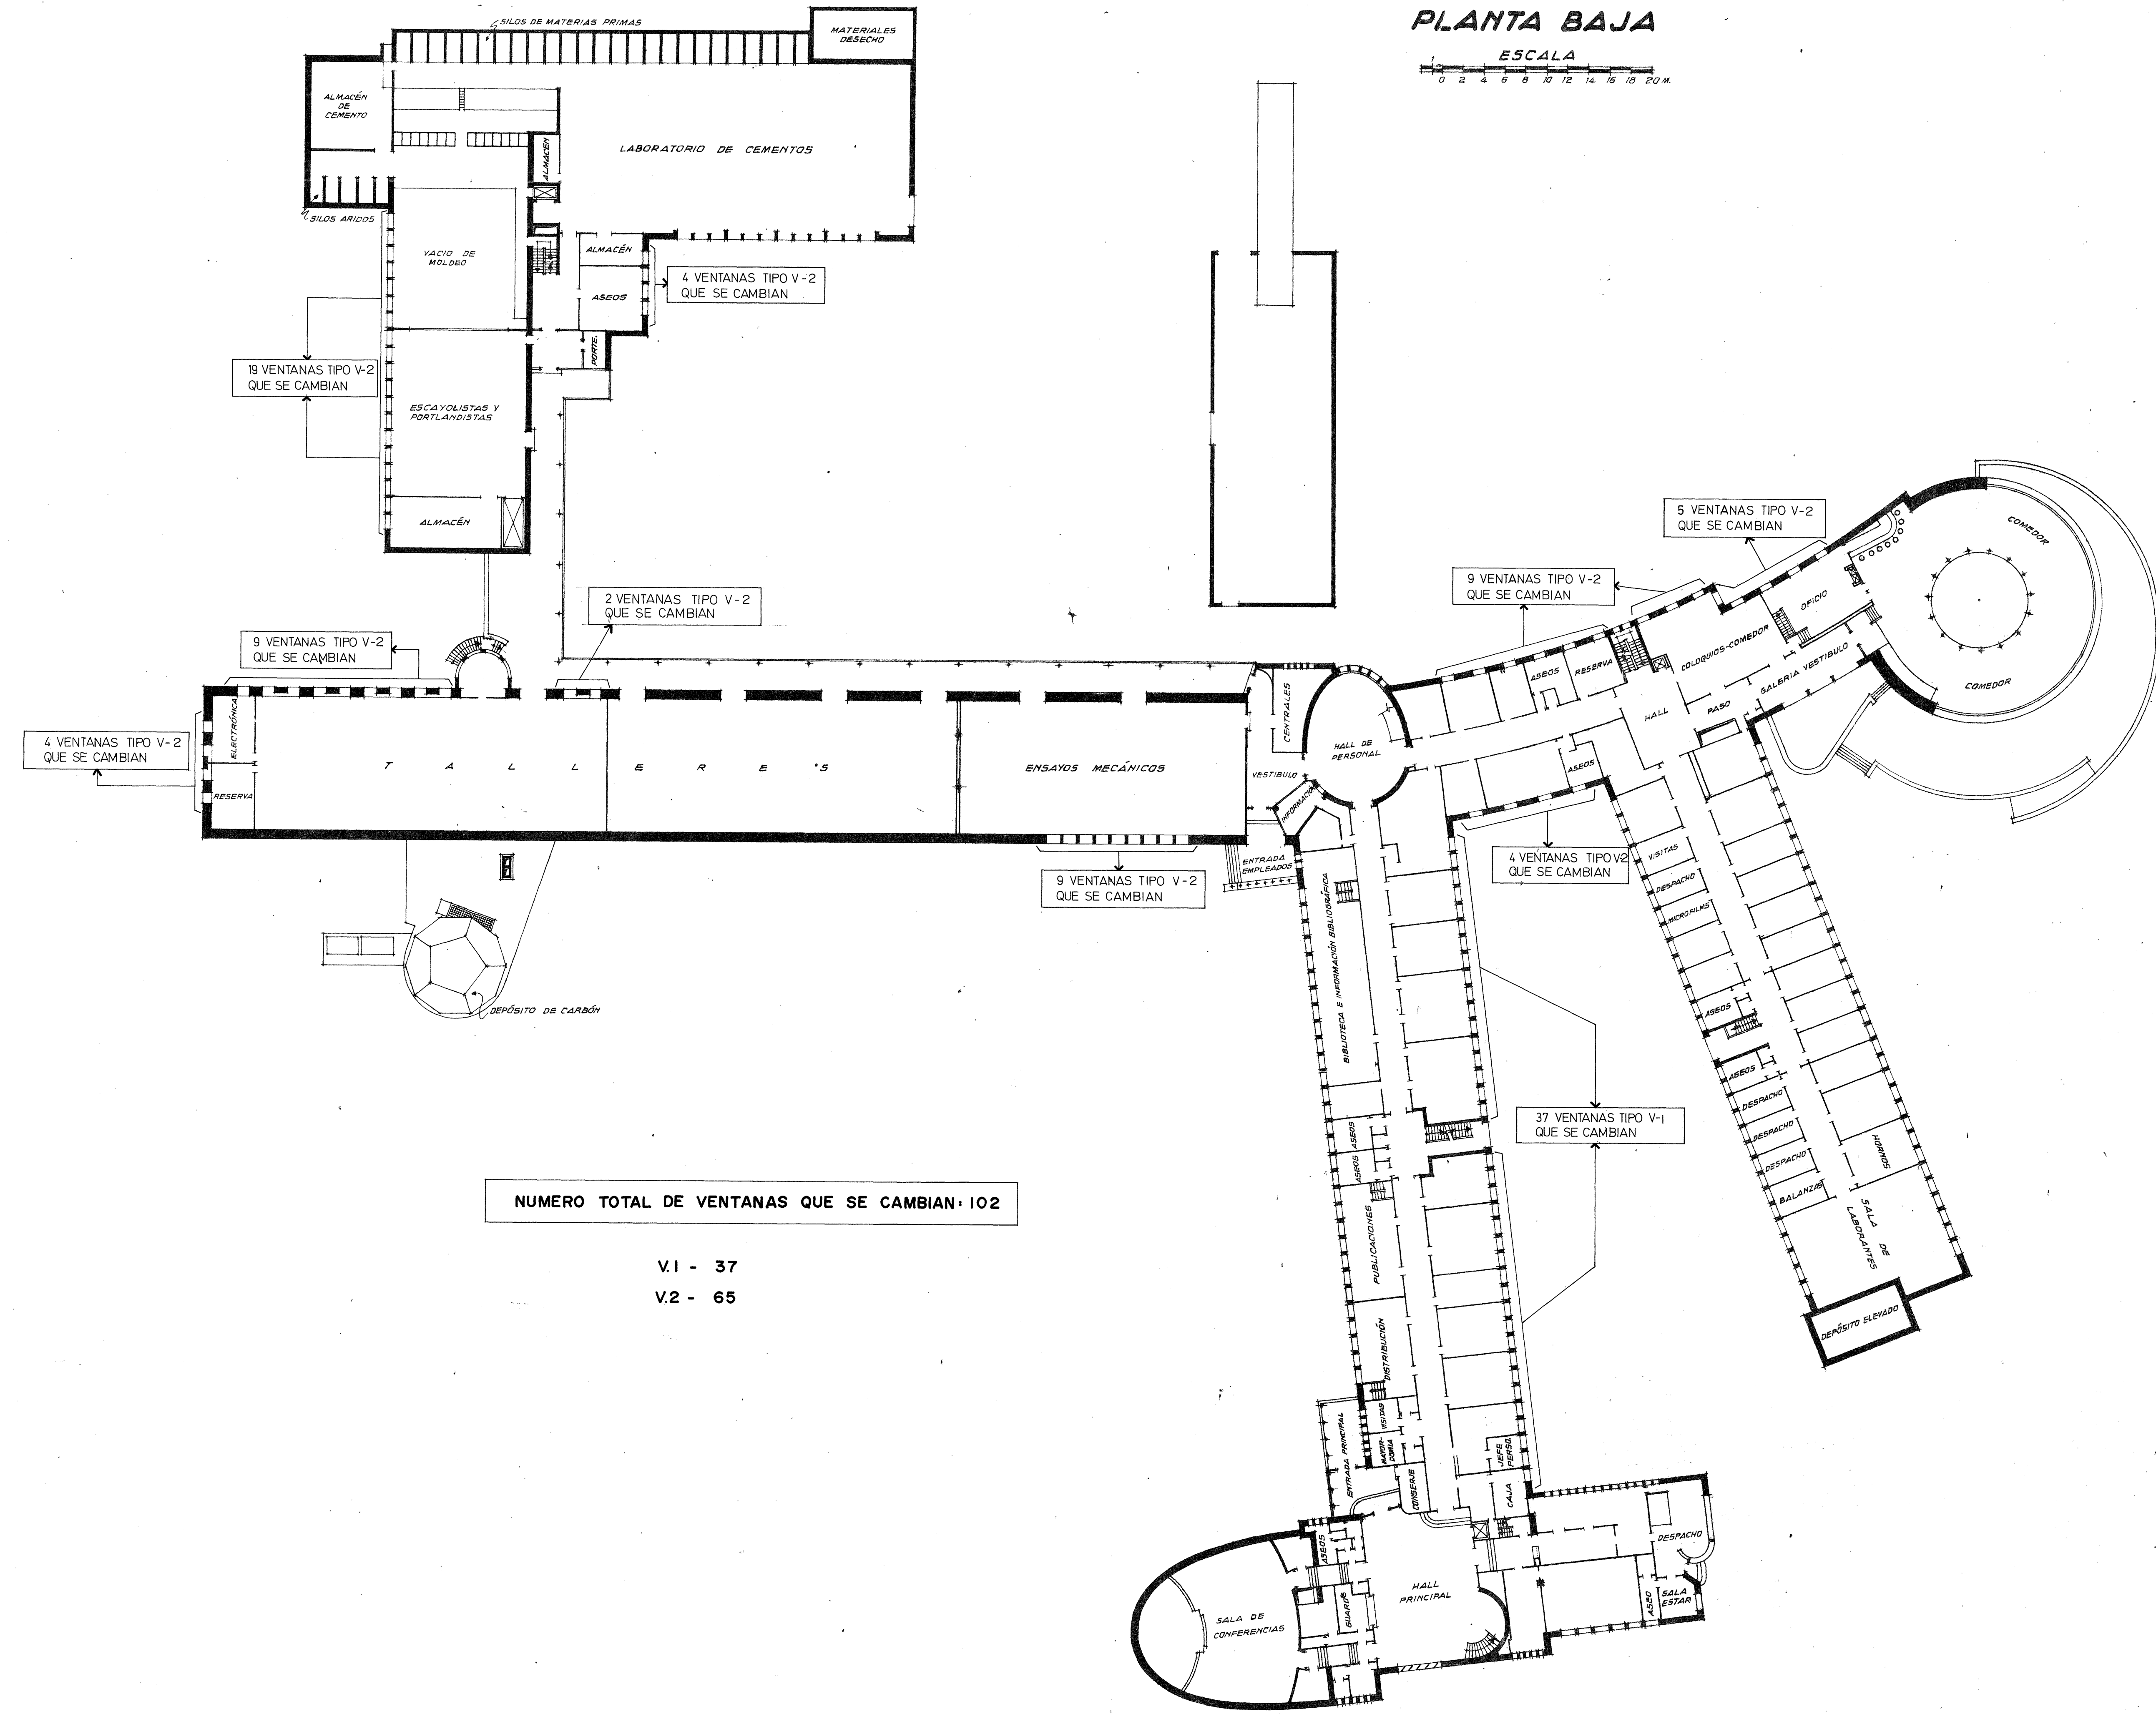 PLANTA BAJA
ESCALA
0 2 4 6 8 10 12 14 16 18 20 M.
SILOS DE MATERIAS PRIMAS
MATERIALES
DESECHO
ALMACÉN
DE
CEMENTO
ALMACEN
LABORATORIO DE CEMENTOS
SILOS ARIDOS
VACIO DE
MOLDEO
ALMACÉN
ASEOS
4 VENTANAS TIPO V-2
QUE SE CAMBIAN
PORTE.
19 VENTANAS TIPO V-2
QUE SE CAMBIAN
ESCAYOLISTAS Y
PORTLANDISTAS
ALMACÉN
2 VENTANAS TIPO V-2
QUE SE CAMBIAN
9 VENTANAS TIPO V-2
QUE SE CAMBIAN
4 VENTANAS TIPO V-2
QUE SE CAMBIAN
ELECTRÓNICA
RESERVA
TALLERES
ENSAYOS MECÁNICOS
9 VENTANAS TIPO V-2
QUE SE CAMBIAN
DEPÓSITO DE CARBÓN
5 VENTANAS TIPO V-2
QUE SE CAMBIAN
9 VENTANAS TIPO V-2
QUE SE CAMBIAN
COMEDOR
COMEDOR
OFICIO
COLOQUIOS-COMEDOR
GALERIA VESTIBULO
ASEOS
RESERVA
HALL
PASO
CENTRALES
HALL DE
PERSONAL
VESTIBULO
INFORMACION
ASEOS
ENTRADA
EMPLEADOS
4 VENTANAS TIPO V-2
QUE SE CAMBIAN
VISITAS
DESPACHO
MICROFILMS
ASEOS
ASEOS
DESPACHO
DESPACHO
DESPACHO
BALANZAS
HORNOS
SALA DE
LABORANTES
DEPÓSITO ELEVADO
BIBLIOTECA E INFORMACIÓN BIBLIOGRÁFICA
37 VENTANAS TIPO V-1
QUE SE CAMBIAN
ASEOS
ASEOS
PUBLICACIONES
DISTRIBUCIÓN
VISITAS
MAYOR-
DOMIA
ENTRADA PRINCIPAL
CONSERJE
JEFE
PERSO.
CAJA
DESPACHO
ASEO
SALA
ESTAR
ASEOS
GUARD.
HALL
PRINCIPAL
SALA DE
CONFERENCIAS
NUMERO TOTAL DE VENTANAS QUE SE CAMBIAN: 102
V.1 - 37
V.2 - 65